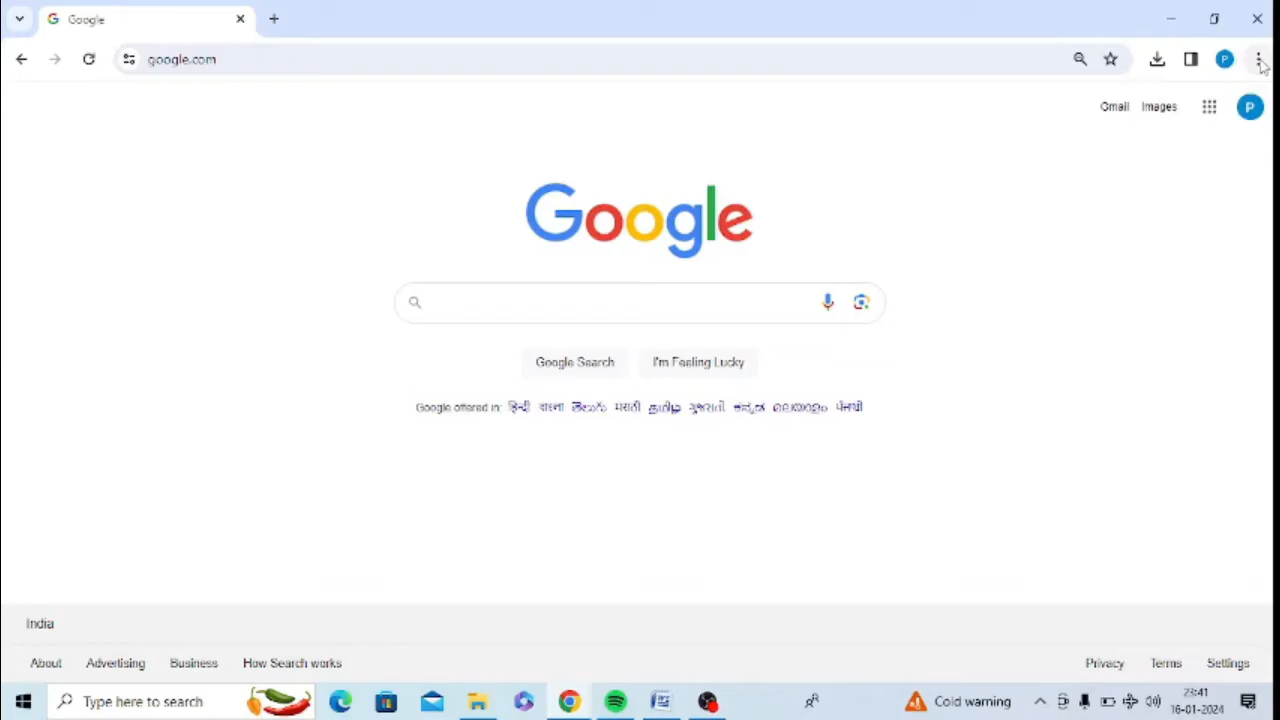 Google
google.com
P
Gmail Images
P
Google
Google Search I'm Feeling Lucky
Google offered in: हिन्दी বাংলা తెలుగు मराठी தமிழ் ગુજરાતી ಕನ್ನಡ മലയാളം ਪੰਜਾਬੀ
India
About Advertising Business How Search works
Privacy Terms Settings
Type here to search
Cold warning
23:41
16-01-2024